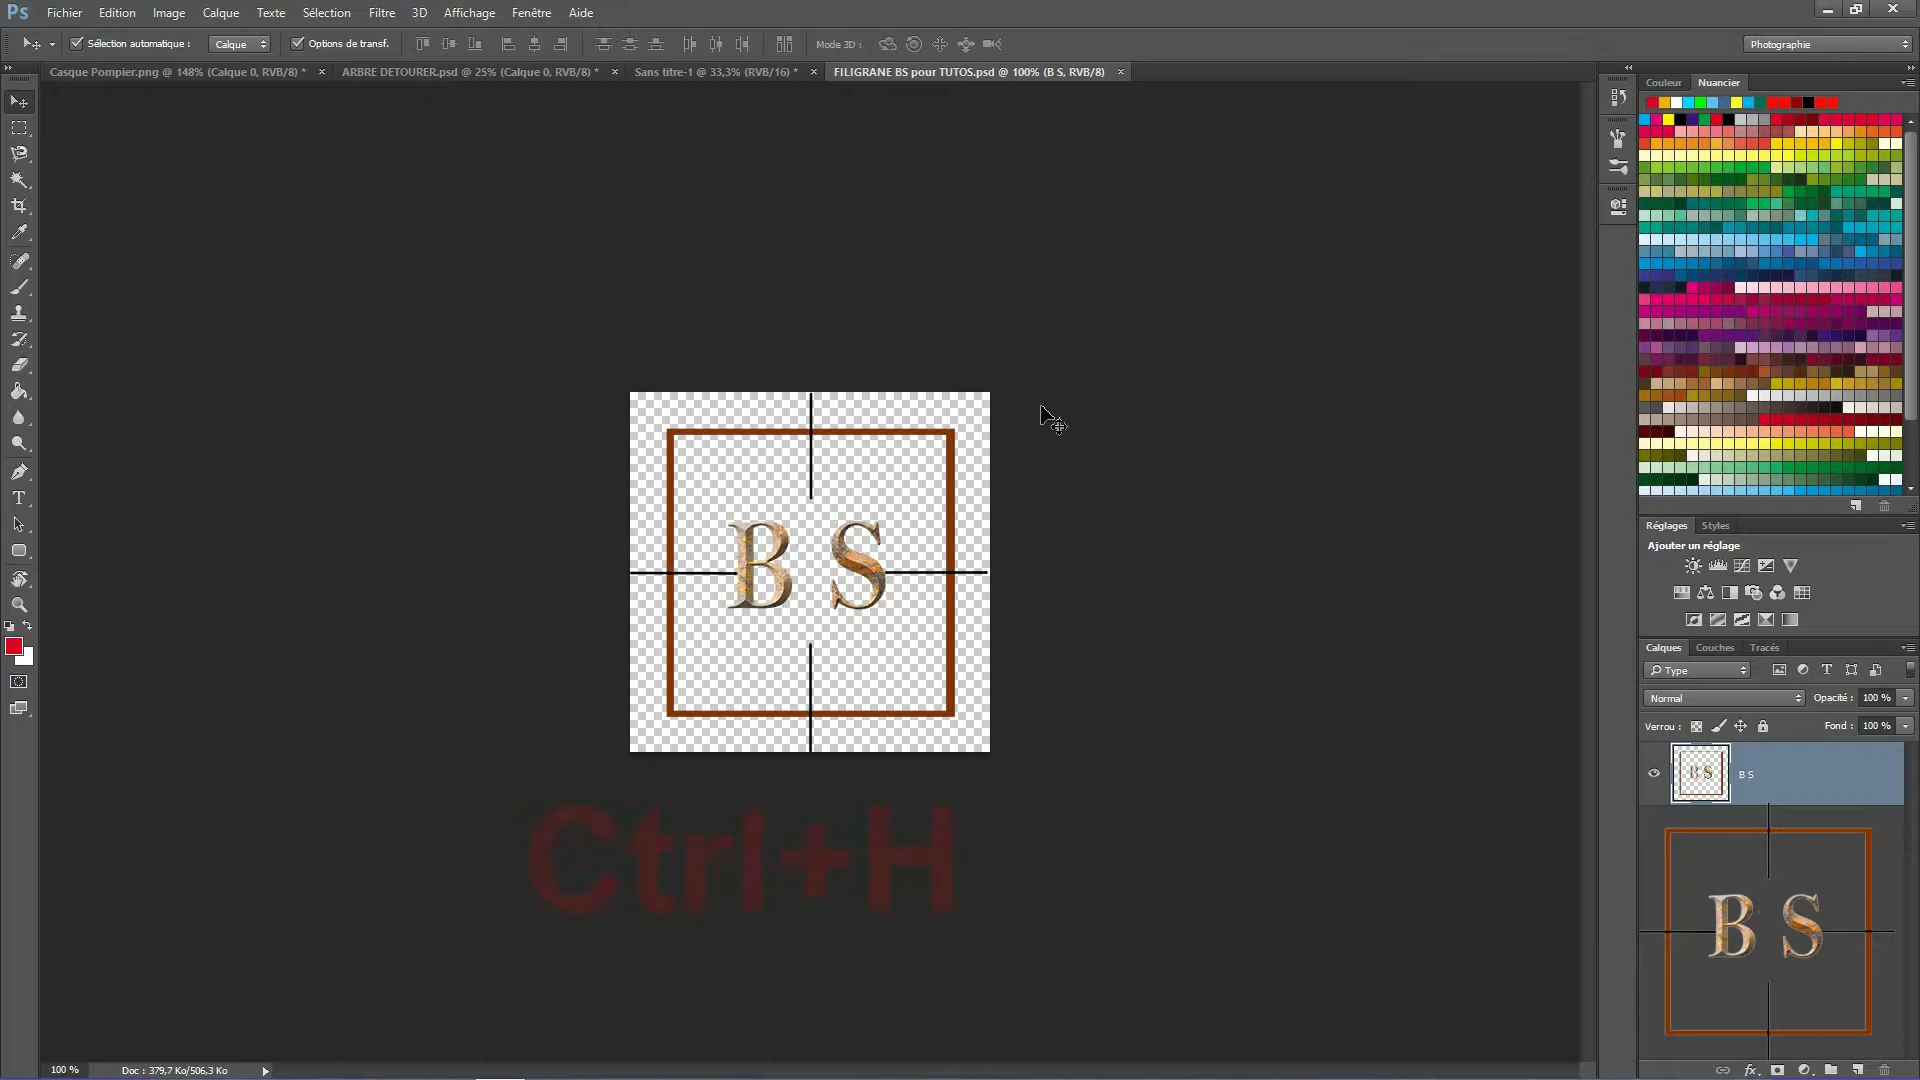 Ps Fichier Edition Image Calque Texte Sélection Filtre 3D Affichage Fenêtre Aide
Sélection automatique : Calque Options de transf. Mode 3D : Photographie
Casque Pompier.png @ 148% (Calque 0, RVB/8) * × ARBRE DETOURER.psd @ 25% (Calque 0, RVB/8) * × Sans titre-1 @ 33,3% (RVB/16) * × FILIGRANE BS pour TUTOS.psd @ 100% (B S, RVB/8) ×
Couleur Nuancier
B S
Ctrl+H
Réglages Styles
Ajouter un réglage
Calques Couches Tracés
Type
Normal Opacité : 100 %
Verrou : Fond : 100 %
B S
B S
100 % Doc : 379,7 Ko/506,3 Ko